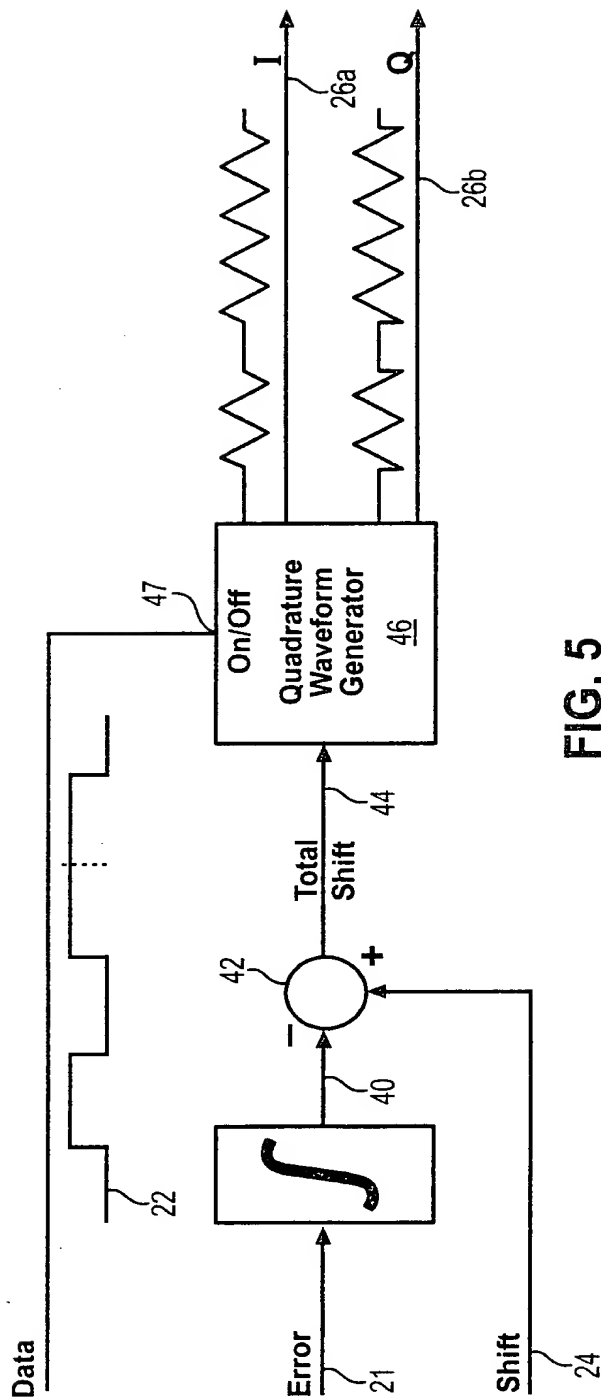 Data
22
47
On/Off
Quadrature
Waveform
Generator
46
I
26a
Q
26b
Error
21
∫
40
−
42
+
Total
Shift
44
Shift
24
FIG. 5